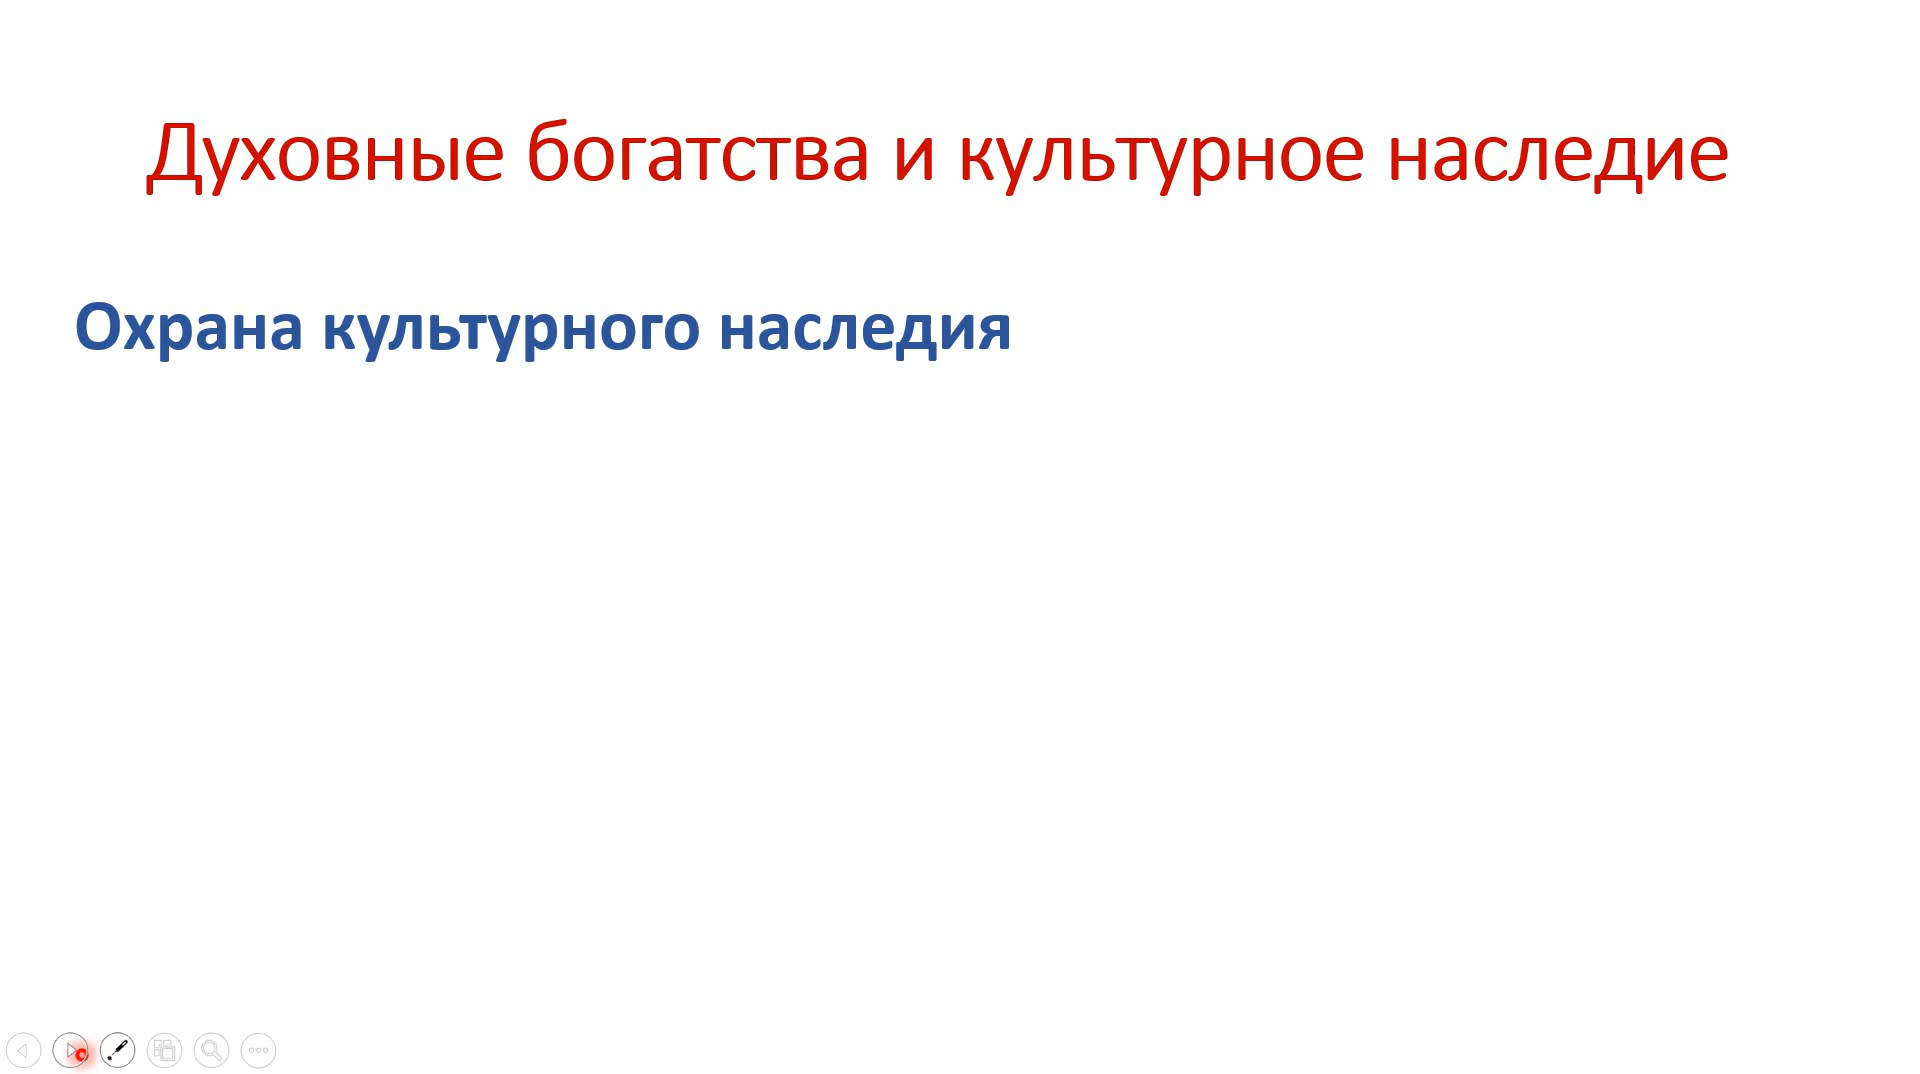 Духовные богатства и культурное наследие
Охрана культурного наследия